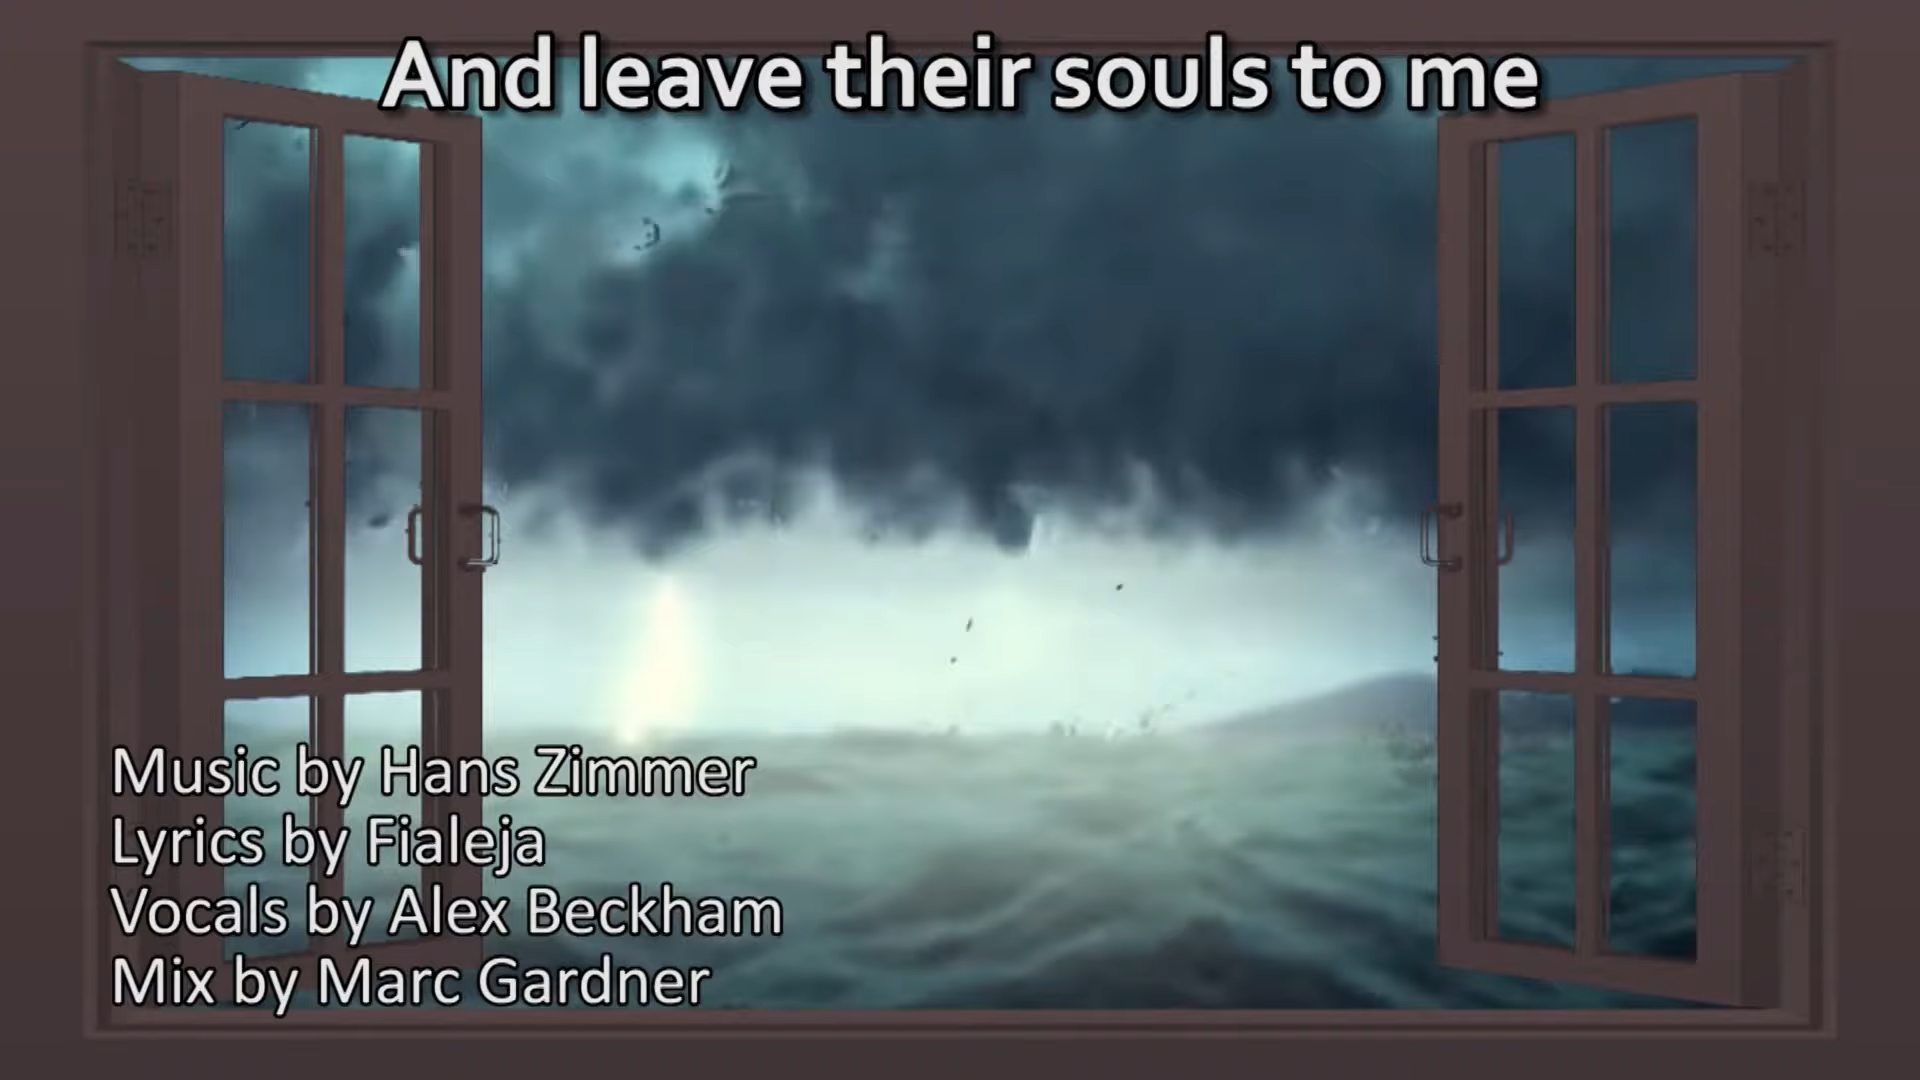 And leave their souls to me
Music by Hans Zimmer
Lyrics by Fialeja
Vocals by Alex Beckham
Mix by Marc Gardner